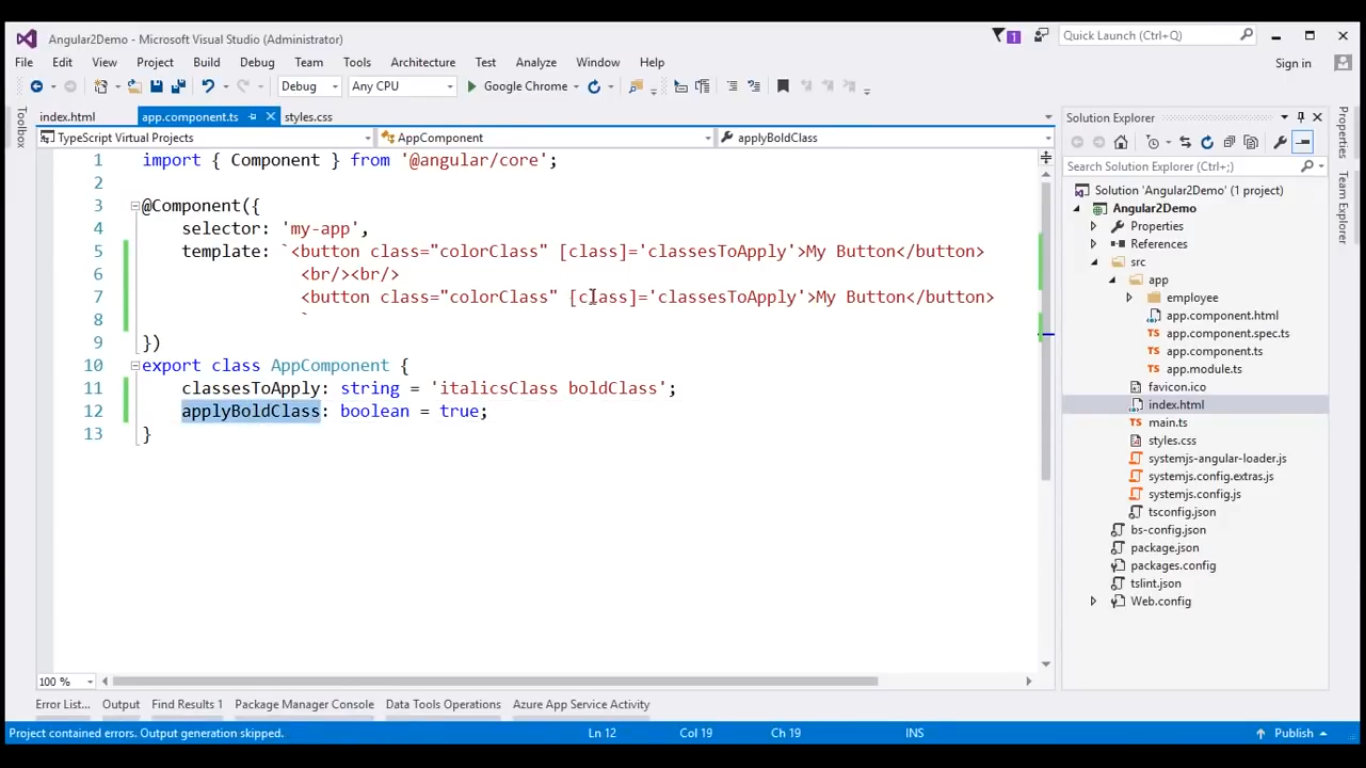 Angular2Demo - Microsoft Visual Studio (Administrator)
1
Quick Launch (Ctrl+Q)
File Edit View Project Build Debug Team Tools Architecture Test Analyze Window Help
Sign in
Debug Any CPU Google Chrome
Toolbox
index.html app.component.ts styles.css
TypeScript Virtual Projects AppComponent applyBoldClass
1 import { Component } from '@angular/core';
2
3 @Component({
4 selector: 'my-app',
5 template: `<button class="colorClass" [class]='classesToApply'>My Button</button>
6 <br/><br/>
7 <button class="colorClass" [class]='classesToApply'>My Button</button>
8 `
9 })
10 export class AppComponent {
11 classesToApply: string = 'italicsClass boldClass';
12 applyBoldClass: boolean = true;
13 }
100 %
Solution Explorer
Search Solution Explorer (Ctrl+;)
Solution 'Angular2Demo' (1 project)
Angular2Demo
Properties
References
src
app
employee
app.component.html
TS app.component.spec.ts
TS app.component.ts
TS app.module.ts
favicon.ico
index.html
TS main.ts
styles.css
systemjs-angular-loader.js
systemjs.config.extras.js
systemjs.config.js
tsconfig.json
bs-config.json
package.json
packages.config
tslint.json
Web.config
Properties
Team Explorer
Error List... Output Find Results 1 Package Manager Console Data Tools Operations Azure App Service Activity
Project contained errors. Output generation skipped. Ln 12 Col 19 Ch 19 INS Publish